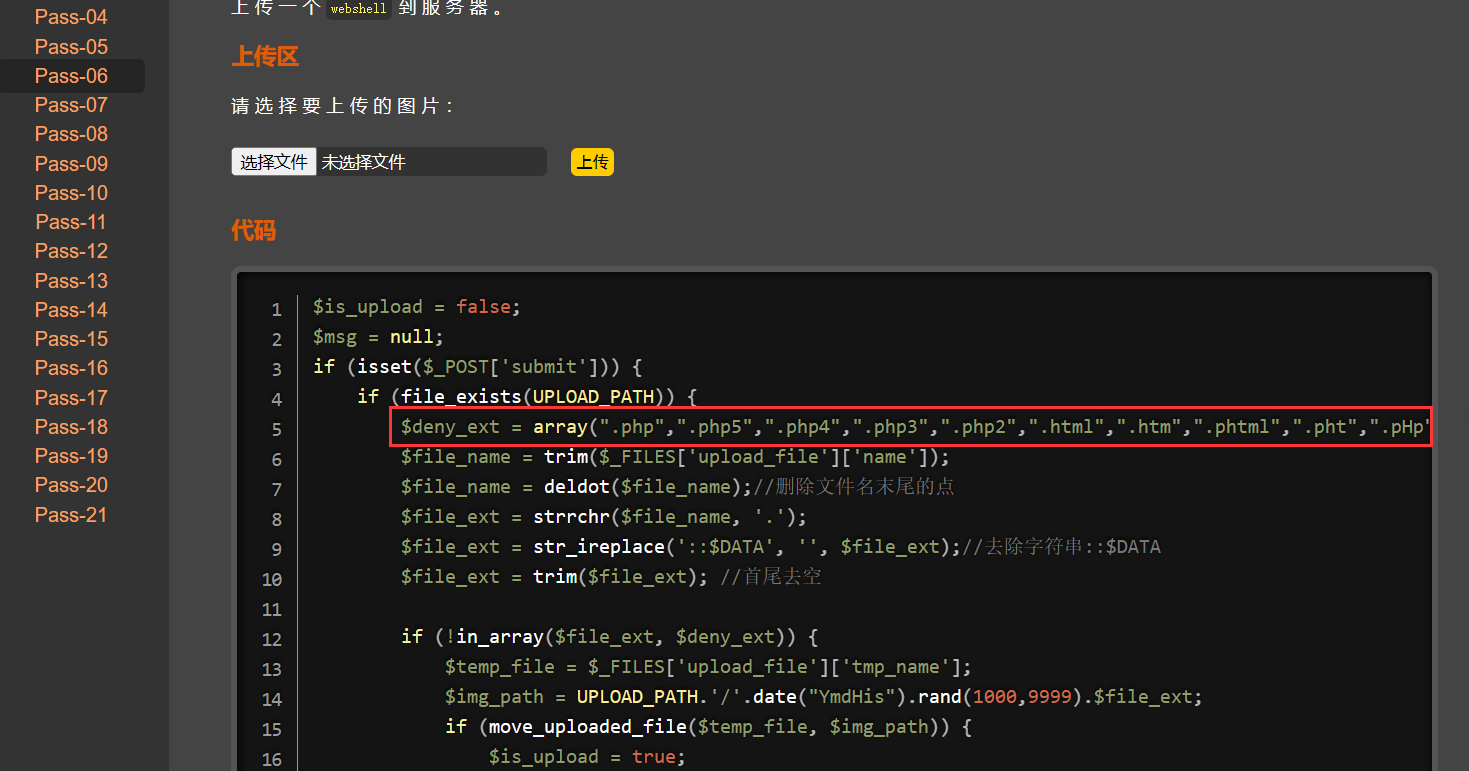 Pass-04
Pass-05
Pass-06
Pass-07
Pass-08
Pass-09
Pass-10
Pass-11
Pass-12
Pass-13
Pass-14
Pass-15
Pass-16
Pass-17
Pass-18
Pass-19
Pass-20
Pass-21
上传一个 webshell 到服务器。
上传区
请选择要上传的图片：
选择文件 未选择文件 上传
代码
1 $is_upload = false;
2 $msg = null;
3 if (isset($_POST['submit'])) {
4 if (file_exists(UPLOAD_PATH)) {
5 $deny_ext = array(".php",".php5",".php4",".php3",".php2",".html",".htm",".phtml",".pht",".pHp"
6 $file_name = trim($_FILES['upload_file']['name']);
7 $file_name = deldot($file_name);//删除文件名末尾的点
8 $file_ext = strrchr($file_name, '.');
9 $file_ext = str_ireplace('::$DATA', '', $file_ext);//去除字符串::$DATA
10 $file_ext = trim($file_ext); //首尾去空
11
12 if (!in_array($file_ext, $deny_ext)) {
13 $temp_file = $_FILES['upload_file']['tmp_name'];
14 $img_path = UPLOAD_PATH.'/'.date("YmdHis").rand(1000,9999).$file_ext;
15 if (move_uploaded_file($temp_file, $img_path)) {
16 $is_upload = true;